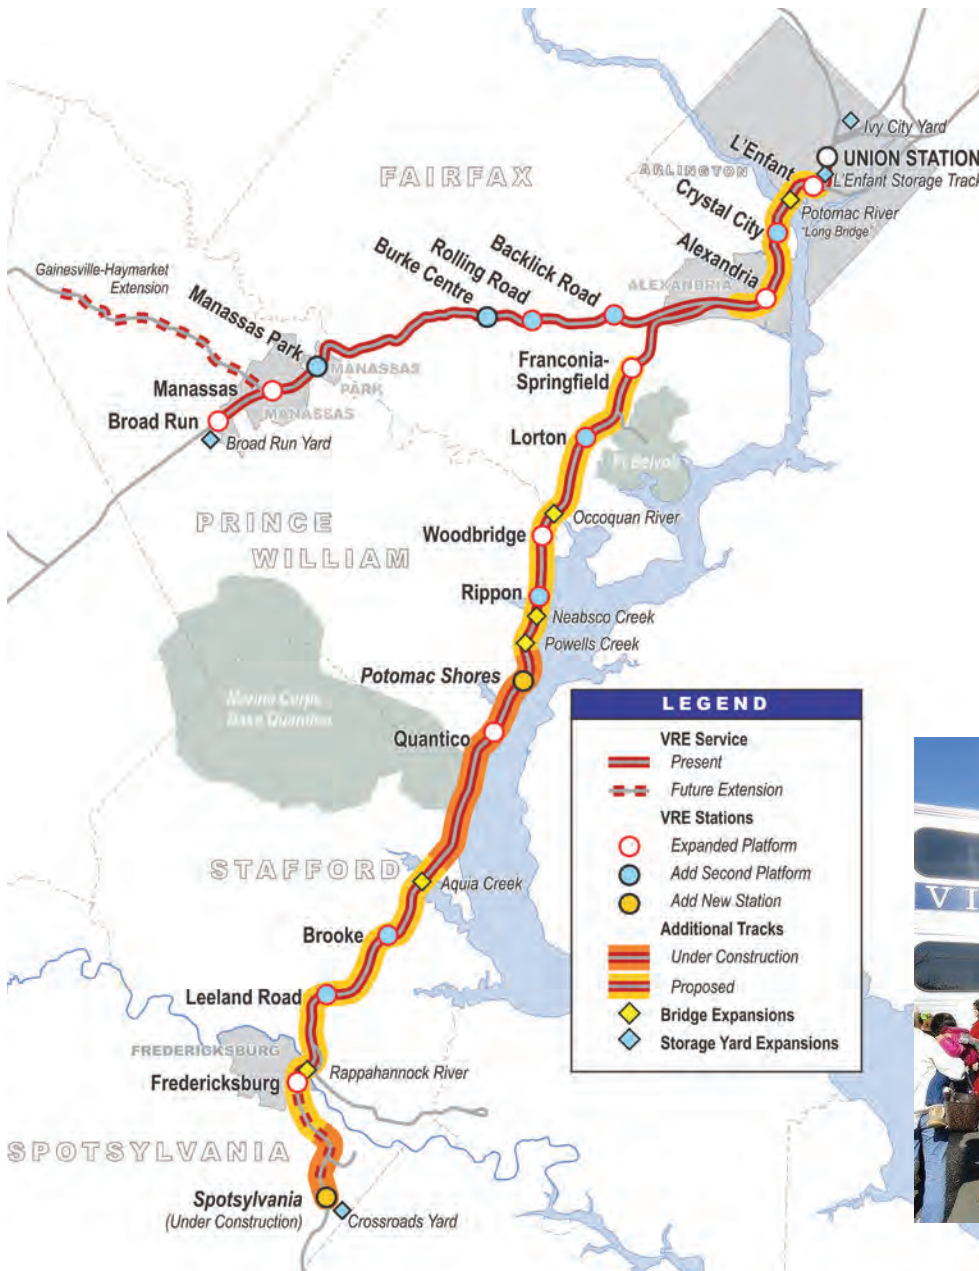 Ivy City Yard
UNION STATION
L'Enfant
L'Enfant Storage Track
ARLINGTON
FAIRFAX
Potomac River
"Long Bridge"
Crystal City
Alexandria
ALEXANDRIA
Backlick Road
Rolling Road
Burke Centre
Gainesville-Haymarket
Extension
Manassas Park
MANASSAS
PARK
Manassas
MANASSAS
Broad Run
Broad Run Yard
Franconia-
Springfield
Lorton
Ft Belvoir
Occoquan River
PRINCE
WILLIAM
Woodbridge
Rippon
Neabsco Creek
Powells Creek
Potomac Shores
Marine Corps
Base Quantico
Quantico
STAFFORD
Aquia Creek
Brooke
Leeland Road
FREDERICKSBURG
Rappahannock River
Fredericksburg
SPOTSYLVANIA
Spotsylvania
(Under Construction)
Crossroads Yard
LEGEND
VRE Service
Present
Future Extension
VRE Stations
Expanded Platform
Add Second Platform
Add New Station
Additional Tracks
Under Construction
Proposed
Bridge Expansions
Storage Yard Expansions
VI